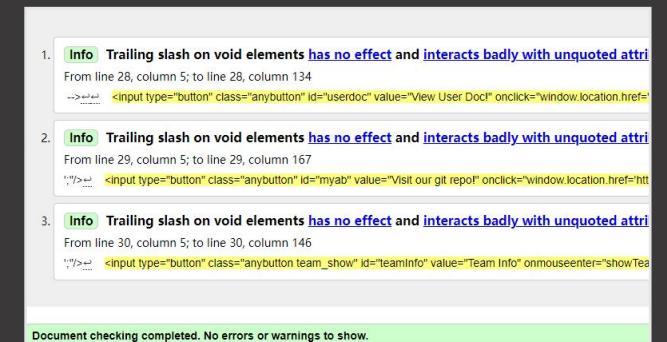 1. Info Trailing slash on void elements has no effect and interacts badly with unquoted attri
From line 28, column 5; to line 28, column 134
-->↩↩ <input type="button" class="anybutton" id="userdoc" value="View User Doc!" onclick="window.location.href='
2. Info Trailing slash on void elements has no effect and interacts badly with unquoted attri
From line 29, column 5; to line 29, column 167
';"/>↩ <input type="button" class="anybutton" id="myab" value="Visit our git repo!" onclick="window.location.href='htt
3. Info Trailing slash on void elements has no effect and interacts badly with unquoted attri
From line 30, column 5; to line 30, column 146
';"/>↩ <input type="button" class="anybutton team_show" id="teamInfo" value="Team Info" onmouseenter="showTea
Document checking completed. No errors or warnings to show.